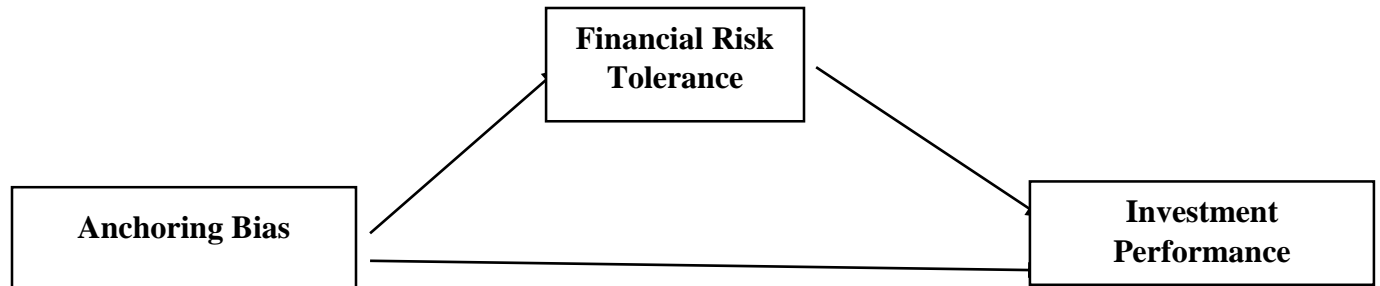 Financial Risk
Tolerance
Anchoring Bias
Investment
Performance